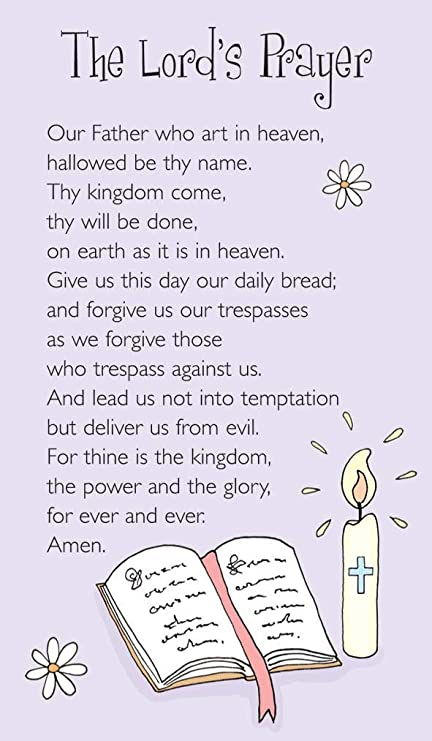 The Lord's Prayer
Our Father who art in heaven,
hallowed be thy name.
Thy kingdom come,
thy will be done,
on earth as it is in heaven.
Give us this day our daily bread;
and forgive us our trespasses
as we forgive those
who trespass against us.
And lead us not into temptation
but deliver us from evil.
For thine is the kingdom,
the power and the glory,
for ever and ever.
Amen.